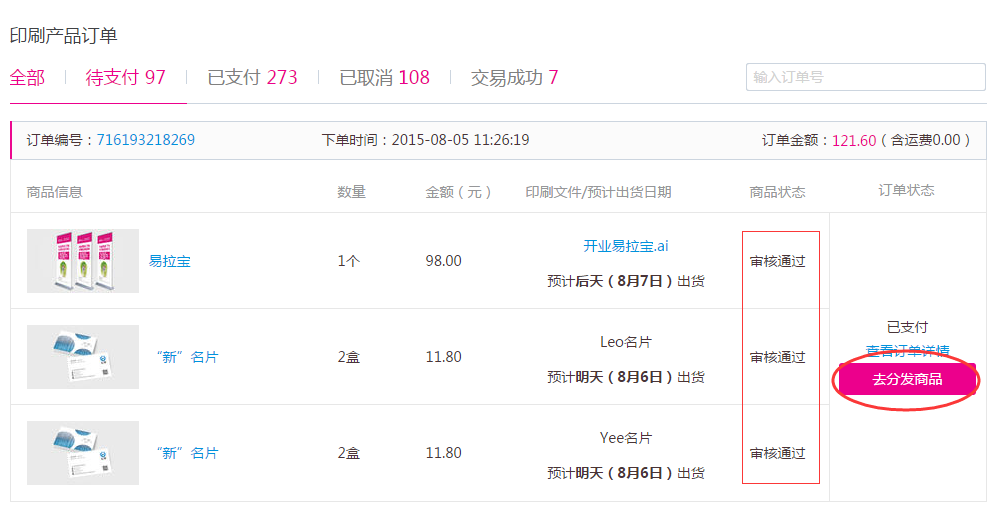 印刷产品订单
全部 待支付 97 已支付 273 已取消 108 交易成功 7 输入订单号
订单编号：716193218269 下单时间：2015-08-05 11:26:19 订单金额：121.60（含运费0.00）
商品信息 数量 金额（元） 印刷文件/预计出货日期 商品状态 订单状态
易拉宝 1个 98.00 开业易拉宝.ai 审核通过
预计后天（8月7日）出货
“新”名片 2盒 11.80 Leo名片 审核通过
预计明天（8月6日）出货
已支付
查看订单详情
去分发商品
“新”名片 2盒 11.80 Yee名片 审核通过
预计明天（8月6日）出货